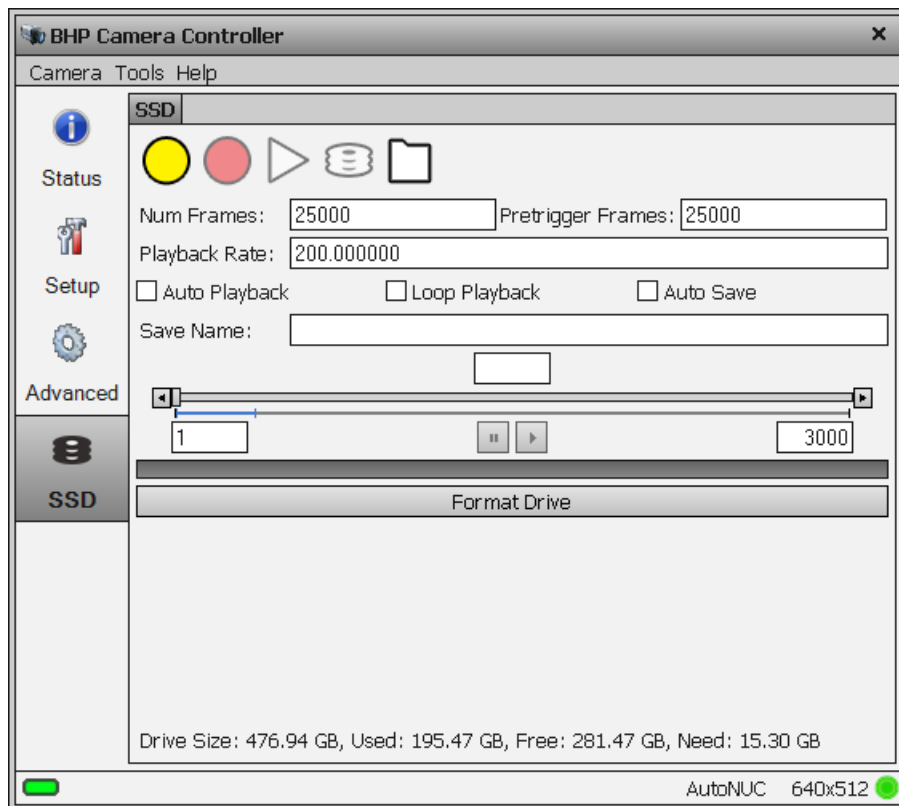 BHP Camera Controller
Camera Tools Help
SSD
Status
Num Frames: 25000 Pretrigger Frames: 25000
Playback Rate: 200.000000
Setup
Auto Playback Loop Playback Auto Save
Save Name:
Advanced
1 3000
SSD
Format Drive
Drive Size: 476.94 GB, Used: 195.47 GB, Free: 281.47 GB, Need: 15.30 GB
AutoNUC 640x512